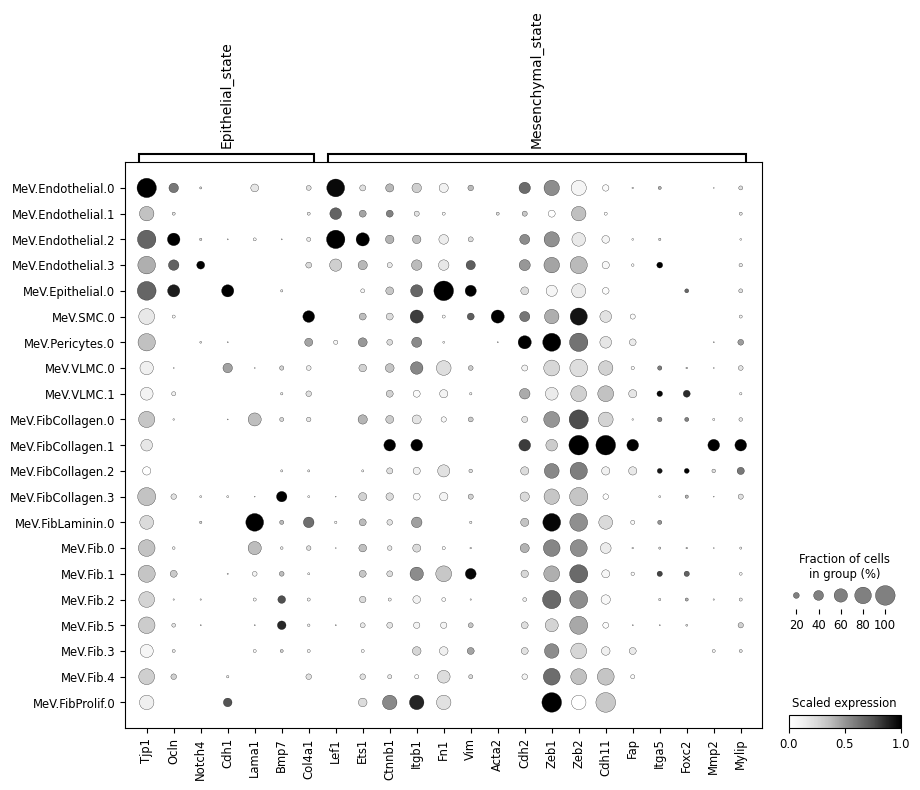 Epithelial_state
Mesenchymal_state
MeV.Endothelial.0
MeV.Endothelial.1
MeV.Endothelial.2
MeV.Endothelial.3
MeV.Epithelial.0
MeV.SMC.0
MeV.Pericytes.0
MeV.VLMC.0
MeV.VLMC.1
MeV.FibCollagen.0
MeV.FibCollagen.1
MeV.FibCollagen.2
MeV.FibCollagen.3
MeV.FibLaminin.0
MeV.Fib.0
MeV.Fib.1
MeV.Fib.2
MeV.Fib.5
MeV.Fib.3
MeV.Fib.4
MeV.FibProlif.0
Tjp1
Ocln
Notch4
Cdh1
Lama1
Bmp7
Col4a1
Lef1
Ets1
Ctnnb1
Itgb1
Fn1
Vim
Acta2
Cdh2
Zeb1
Zeb2
Cdh11
Fap
Itga5
Foxc2
Mmp2
Mylip
Fraction of cells
in group (%)
20 40 60 80 100
Scaled expression
0.0 0.5 1.0